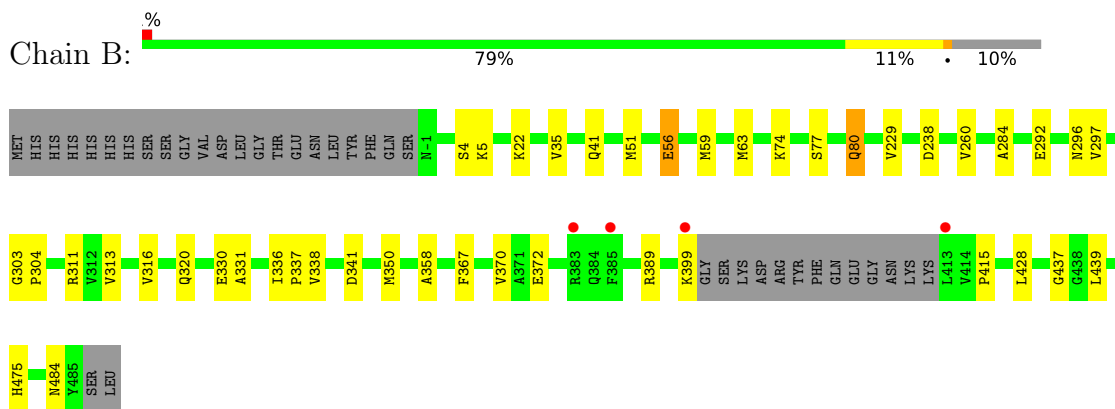 %
Chain B:
79% 11% • 10%
MET HIS HIS HIS HIS HIS HIS SER SER GLY VAL ASP LEU GLY THR GLU ASN LEU TYR PHE GLN SER N-1 S4 K5 K22 V35 Q41 M51 E56 M59 M63 K74 S77 Q80 V229 D238 V260 A284 E292 N296 V297
G303 P304 R311 V312 V313 V316 Q320 E330 A331 I336 P337 V338 D341 M350 A358 F367 V370 A371 E372 R383 Q384 F385 R389 K399 GLY SER LYS ASP ARG TYR PHE GLN GLU GLY ASN LYS LYS L413 V414 P415 L428 G437 G438 L439
H475 N484 Y485 SER LEU